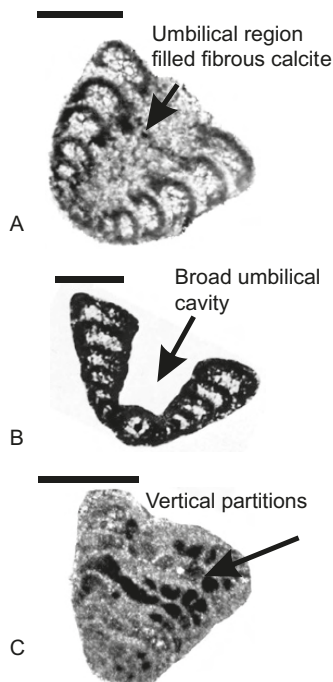 Umbilical region
filled fibrous calcite
A
Broad umbilical
cavity
B
Vertical partitions
C